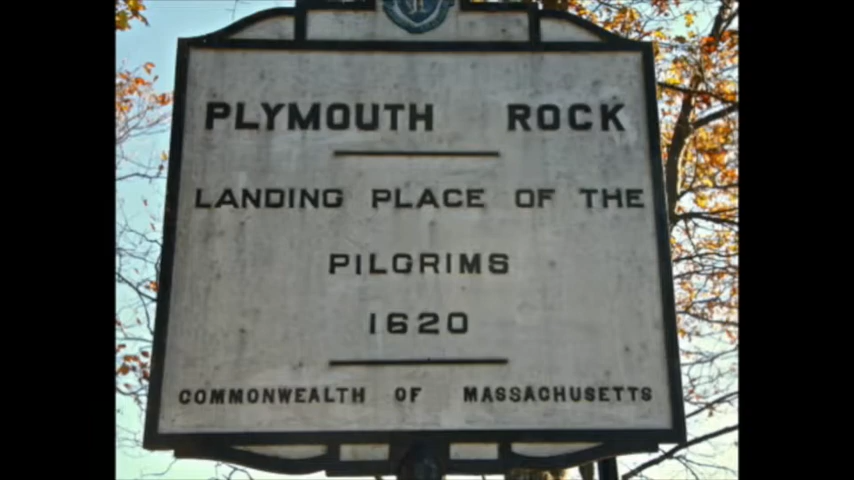 PLYMOUTH ROCK
LANDING PLACE OF THE
PILGRIMS
1620
COMMONWEALTH OF MASSACHUSETTS